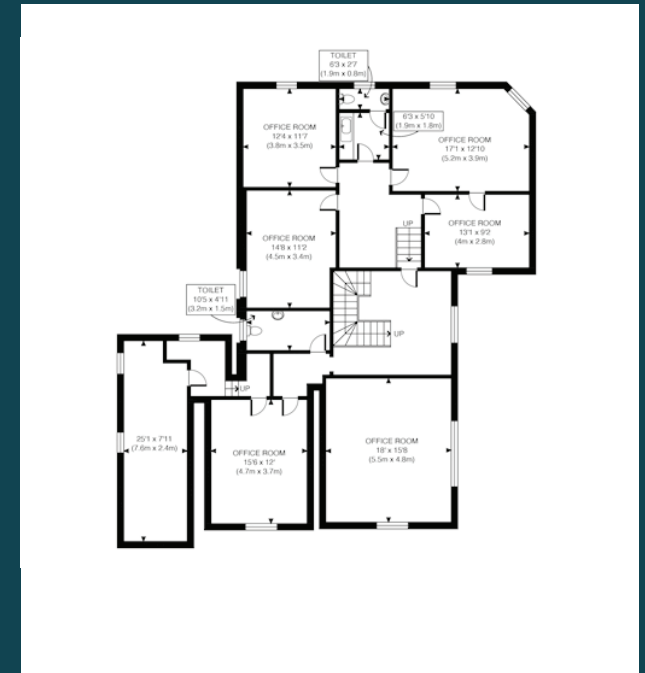 TOILET
6'3 x 2'7
(1.9m x 0.8m)
OFFICE ROOM
12'4 x 11'7
(3.8m x 3.5m)
6'3 x 5'10
(1.9m x 1.8m)
OFFICE ROOM
17'1 x 12'10
(5.2m x 3.9m)
OFFICE ROOM
14'8 x 11'2
(4.5m x 3.4m)
UP
OFFICE ROOM
13'1 x 9'2
(4m x 2.8m)
TOILET
10'5 x 4'11
(3.2m x 1.5m)
UP
UP
25'1 x 7'11
(7.6m x 2.4m)
OFFICE ROOM
15'6 x 12'
(4.7m x 3.7m)
OFFICE ROOM
18' x 15'8
(5.5m x 4.8m)